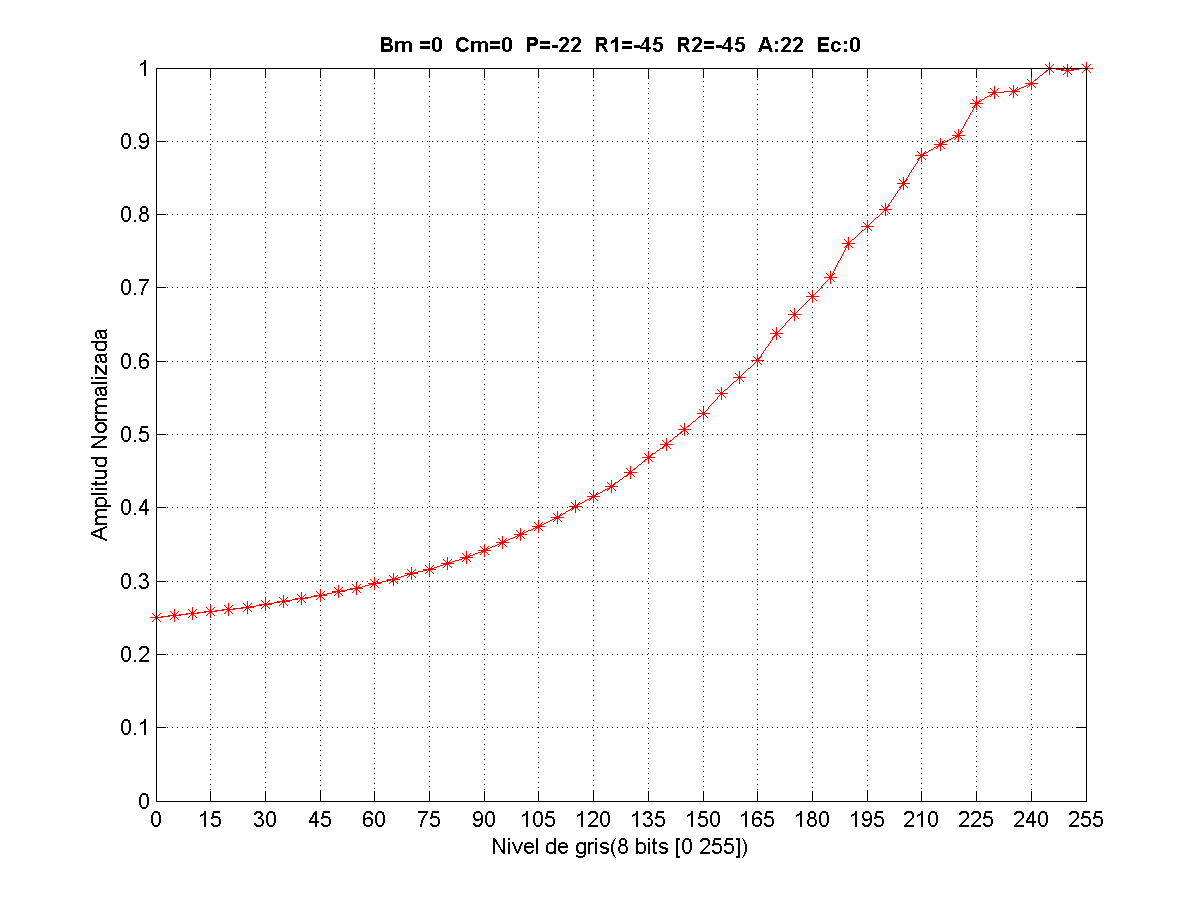 Bm =0 Cm=0 P=-22 R1=-45 R2=-45 A:22 Ec:0
1
0.9
0.8
0.7
0.6
0.5
0.4
0.3
0.2
0.1
0
Amplitud Normalizada
0 15 30 45 60 75 90 105 120 135 150 165 180 195 210 225 240 255
Nivel de gris(8 bits [0 255])